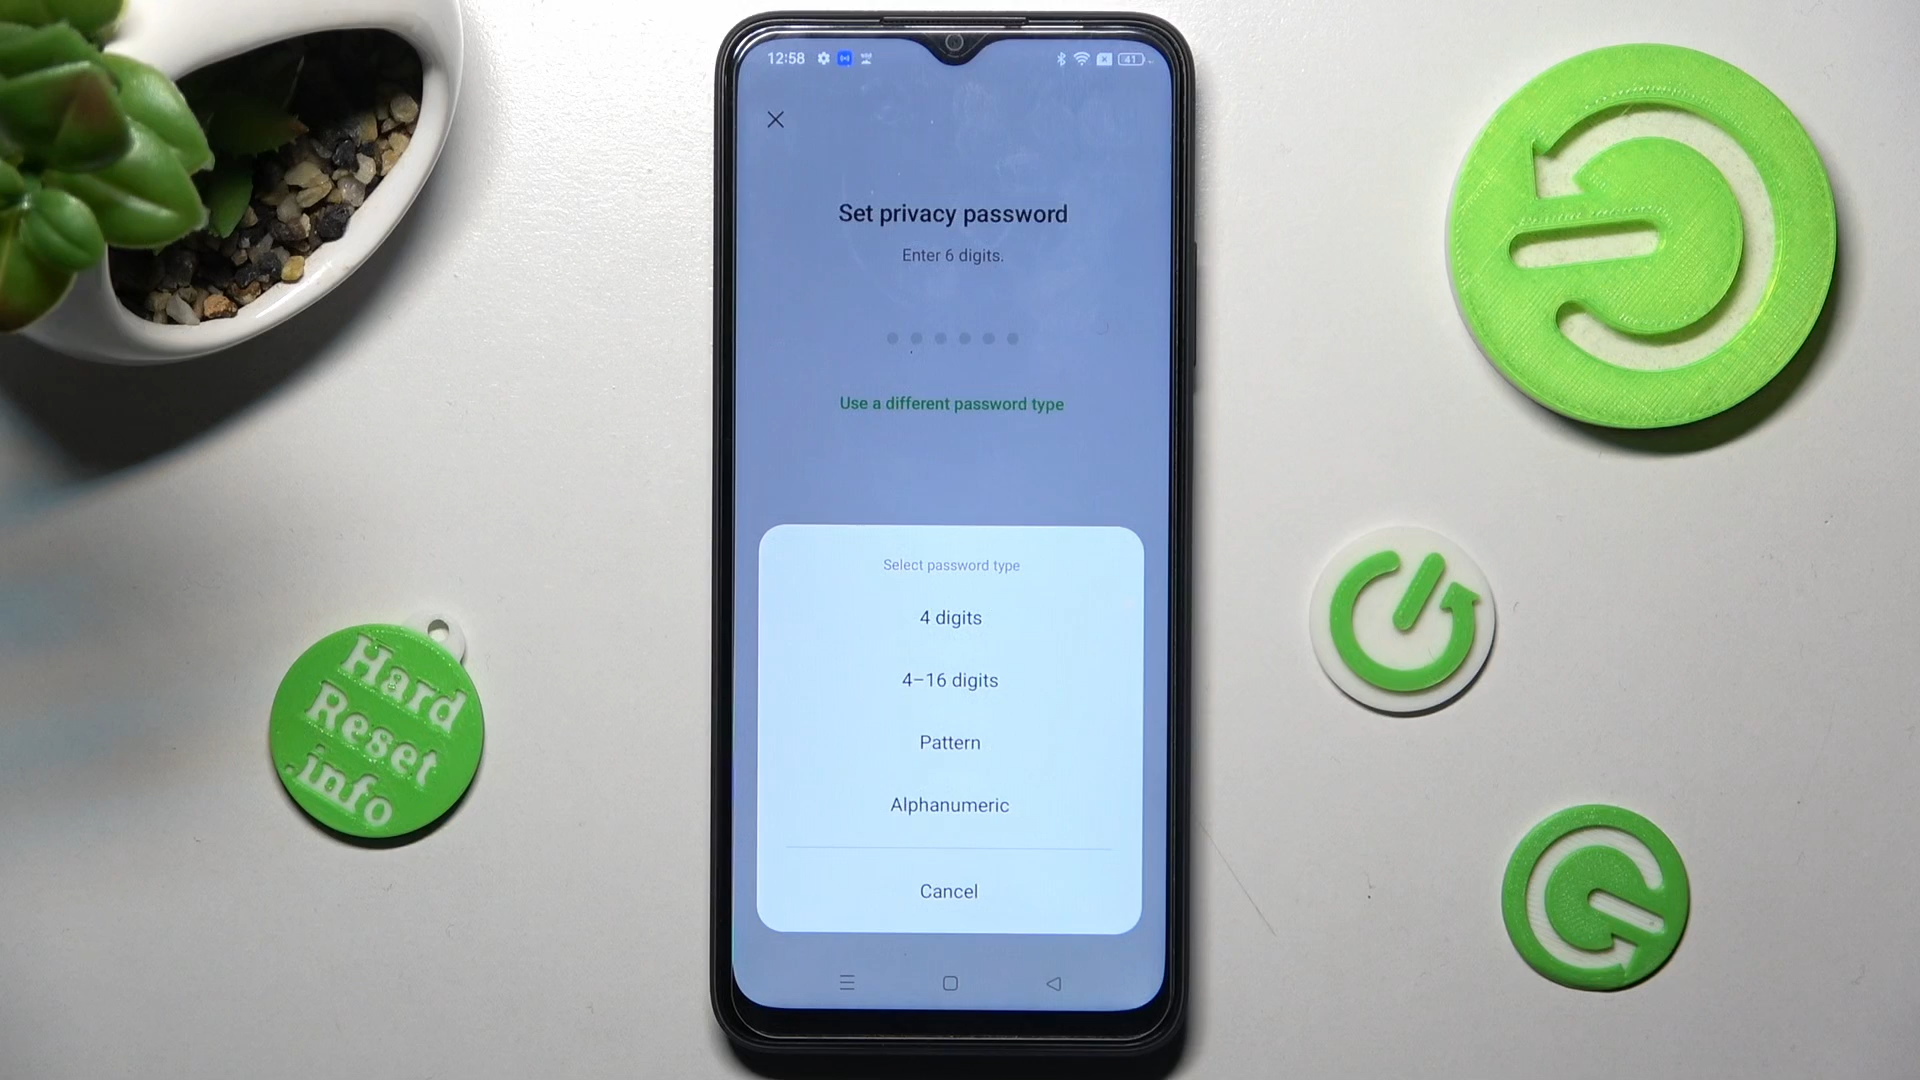 12:58
41
Set privacy password
Enter 6 digits.
Use a different password type
Select password type
4 digits
4–16 digits
Pattern
Alphanumeric
Cancel
Hard
Reset
.info